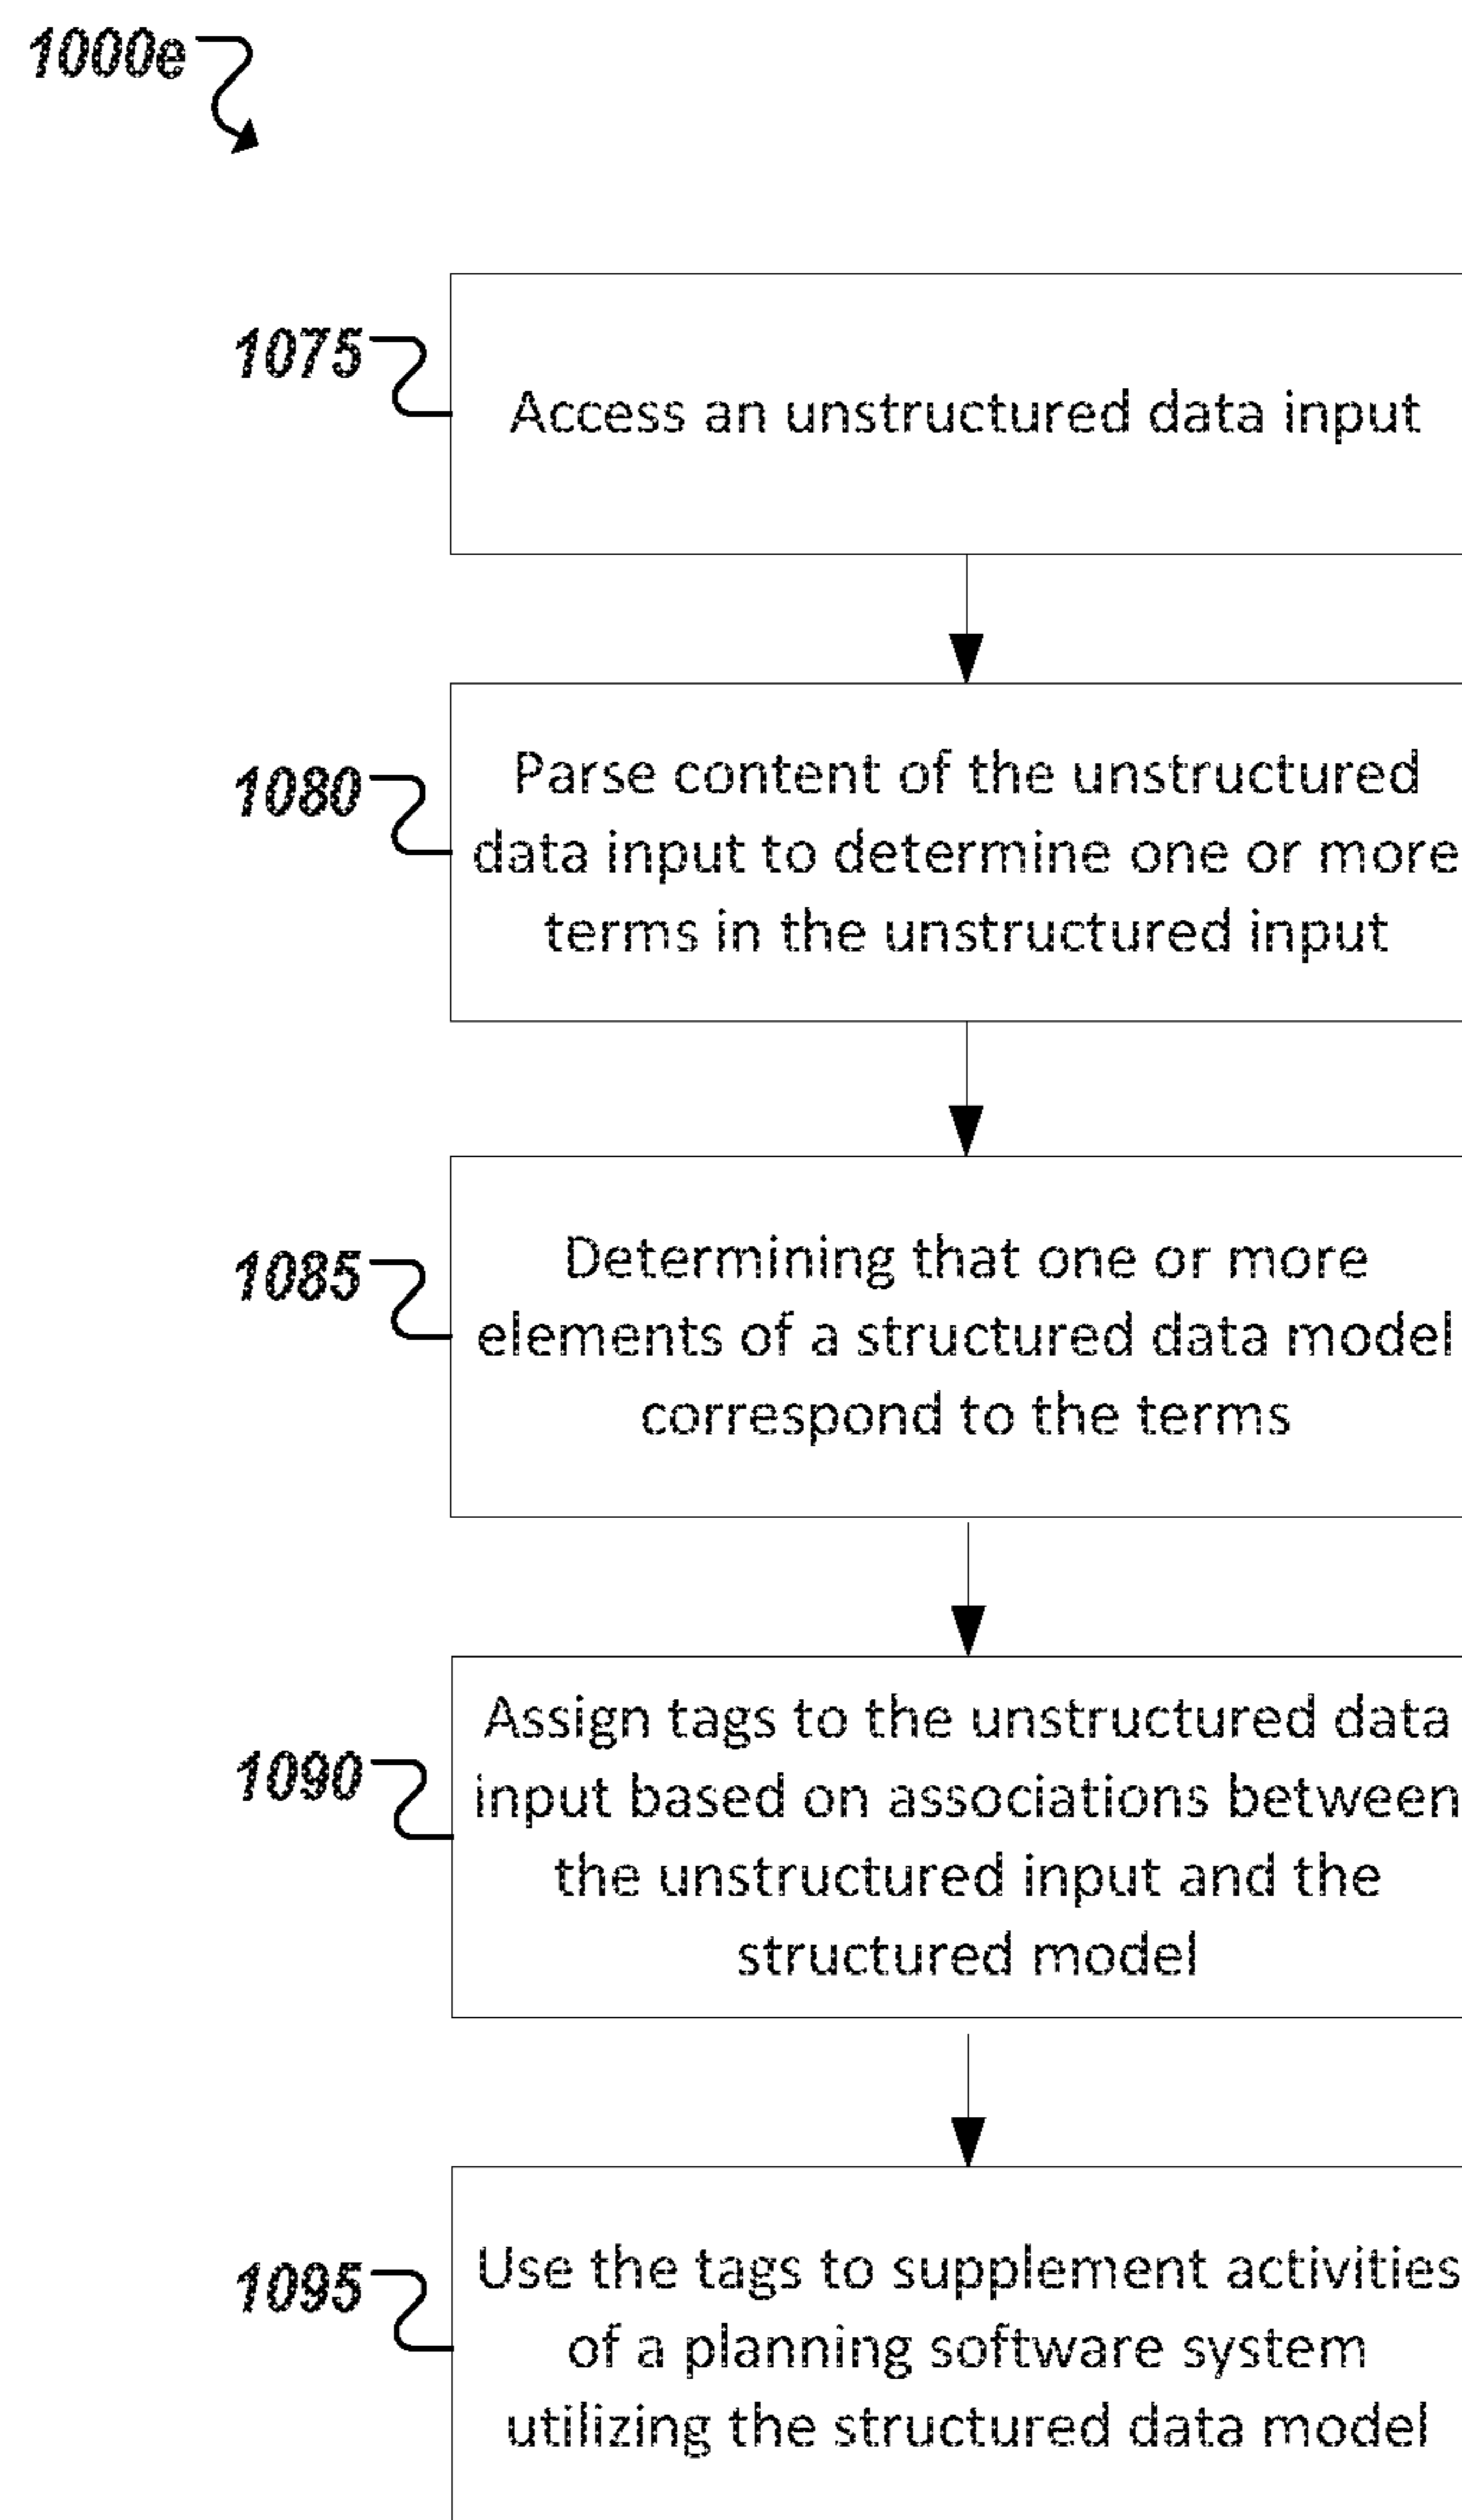 1000e
1075
Access an unstructured data input
1080
Parse content of the unstructured
data input to determine one or more
terms in the unstructured input
1085
Determining that one or more
elements of a structured data model
correspond to the terms
1090
Assign tags to the unstructured data
input based on associations between
the unstructured input and the
structured model
1095
Use the tags to supplement activities
of a planning software system
utilizing the structured data model